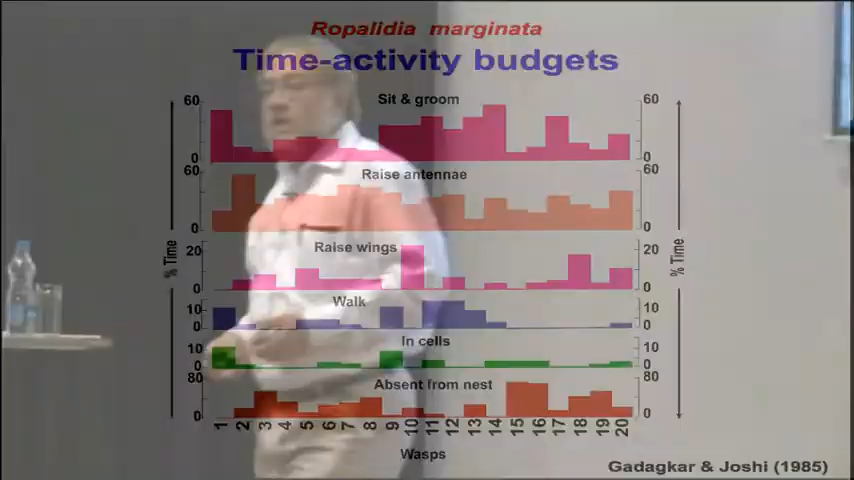 Ropalidia marginata
Time-activity budgets
60
Sit & groom
60
0
0
60
Raise antennae
60
0
0
20
Raise wings
20
0
0
% Time
% Time
10
Walk
10
0
0
10
In cells
10
0
0
80
Absent from nest
80
0
0
1 2 3 4 5 6 7 8 9 10 11 12 13 14 15 16 17 18 19 20
Wasps
Gadagkar & Joshi (1985)